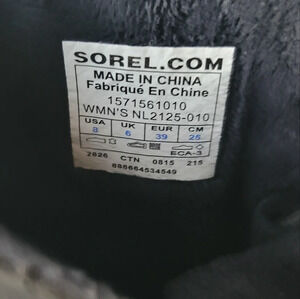 SOREL.COM
MADE IN CHINA
Fabriqué En Chine
1571561010
WMN'S NL2125-010
USA UK EUR CM
8 6 39 25
ECA-3
2826 CTN 0815 215
888664534549